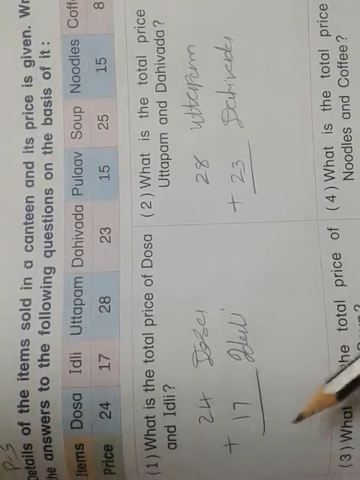 P-5
Details of the items sold in a canteen and its price is given.
the answers to the following questions on the basis of it :
Items Dosa Idli Uttapam Dahivada Pulaav Soup Noodles
Price 24 17 28 23 15 25 15 8
(1) What is the total price of Dosa
and Idli?
24 Dosa
+ 17 Idli
(2) What is the total price
Uttapam and Dahivada?
28 uttapam
+ 23 Dahivada
(3) What the total price of
(4) What is the total price
Noodles and Coffee?